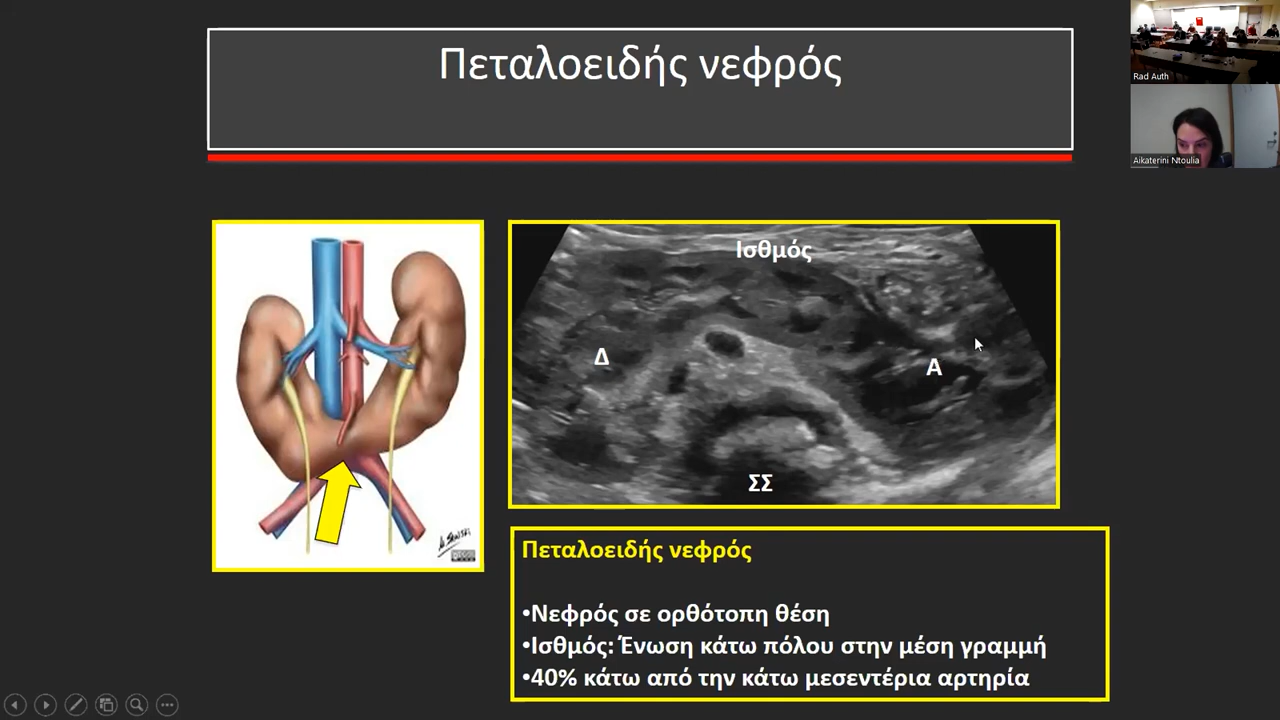 Πεταλοειδής νεφρός
Rad Auth
Aikaterini Ntoulia
Ισθμός
Δ
Α
ΣΣ
Πεταλοειδής νεφρός
•Νεφρός σε ορθότοπη θέση
•Ισθμός: Ένωση κάτω πόλου στην μέση γραμμή
•40% κάτω από την κάτω μεσεντέρια αρτηρία